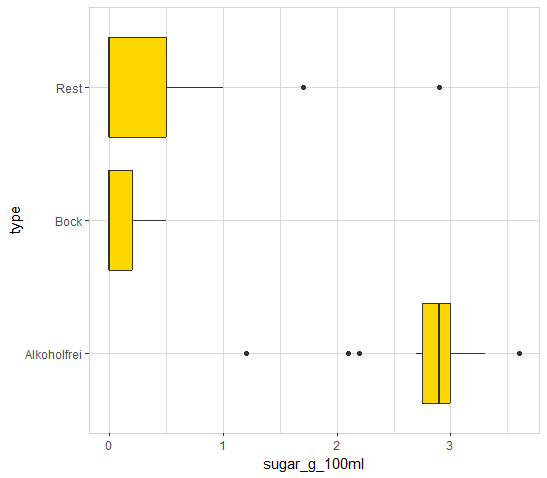 Rest
Bock
Alkoholfrei
type
0 1 2 3
sugar_g_100ml